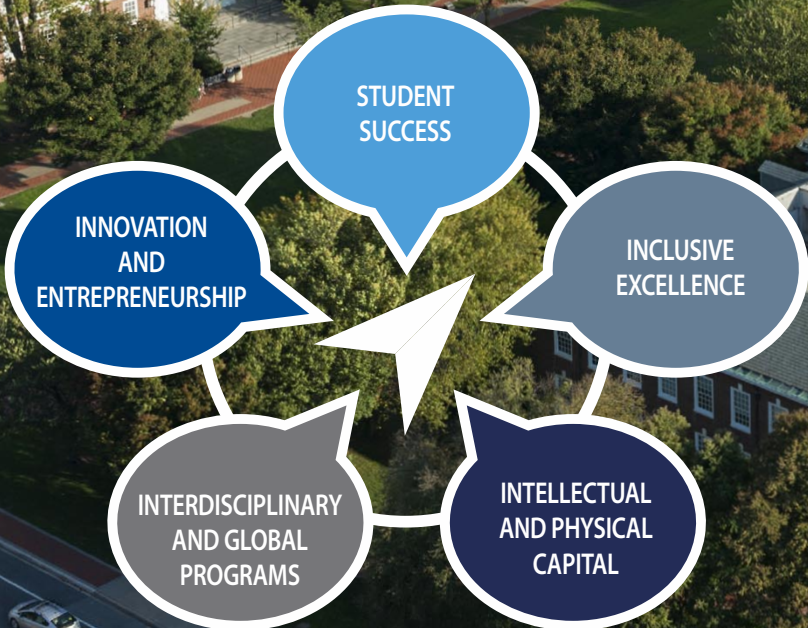 STUDENT
SUCCESS
INNOVATION
AND
ENTREPRENEURSHIP
INCLUSIVE
EXCELLENCE
INTERDISCIPLINARY
AND GLOBAL
PROGRAMS
INTELLECTUAL
AND PHYSICAL
CAPITAL